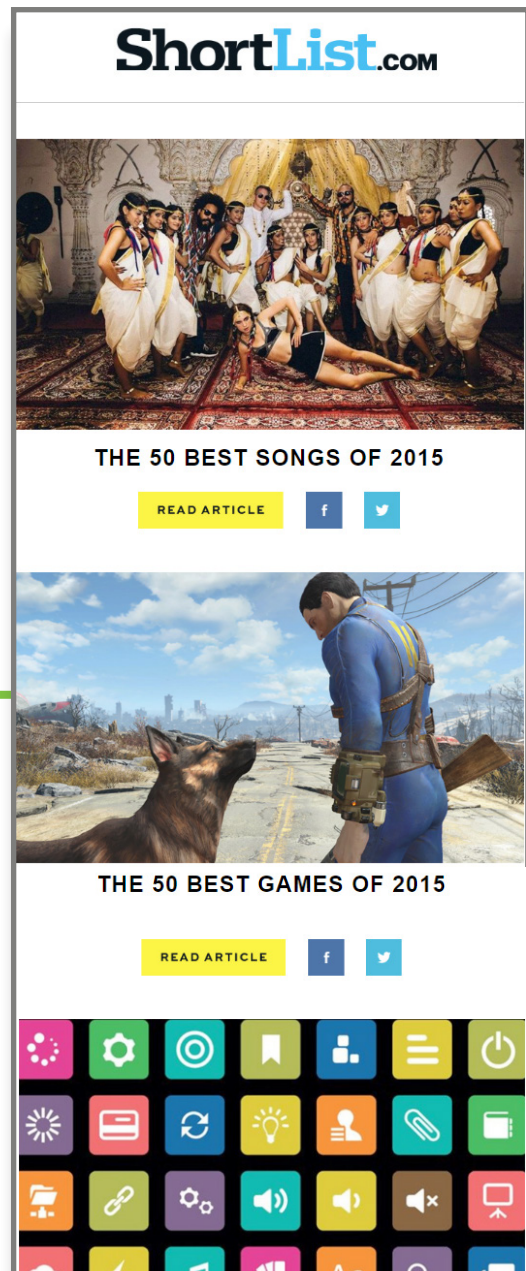 ShortList.COM
THE 50 BEST SONGS OF 2015
READ ARTICLE
f
THE 50 BEST GAMES OF 2015
READ ARTICLE
f